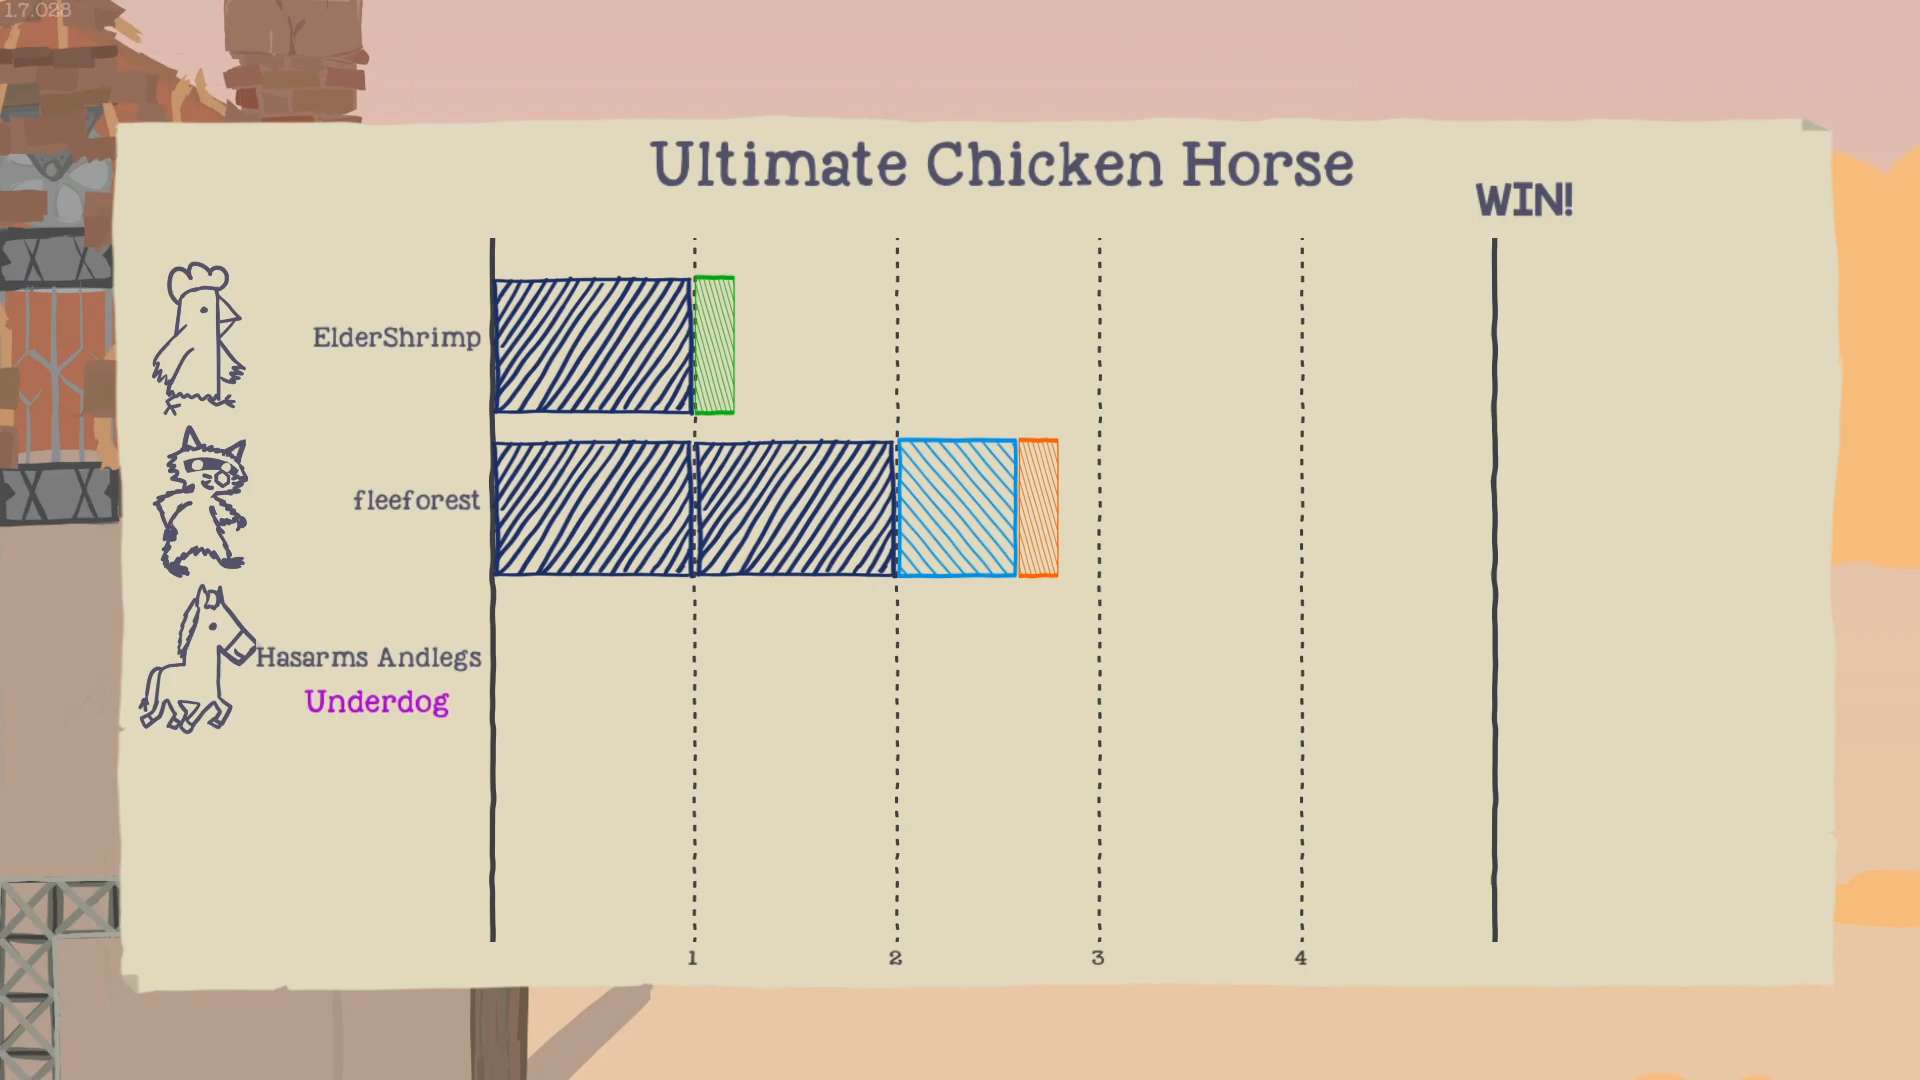 1.7.028
Ultimate Chicken Horse
WIN!
ElderShrimp
fleeforest
Hasarms Andlegs
Underdog
1 2 3 4